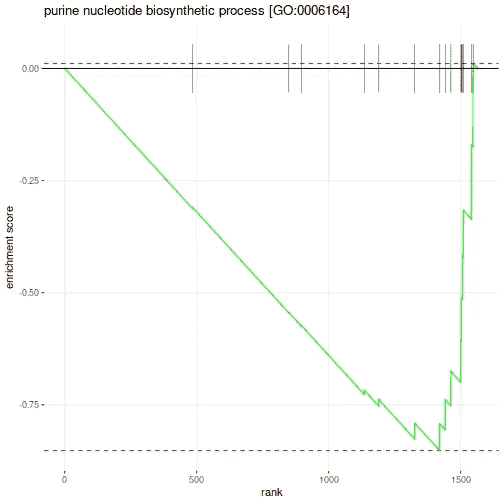 purine nucleotide biosynthetic process [GO:0006164]
0.00
-0.25
-0.50
-0.75
enrichment score
0
500
1000
1500
rank